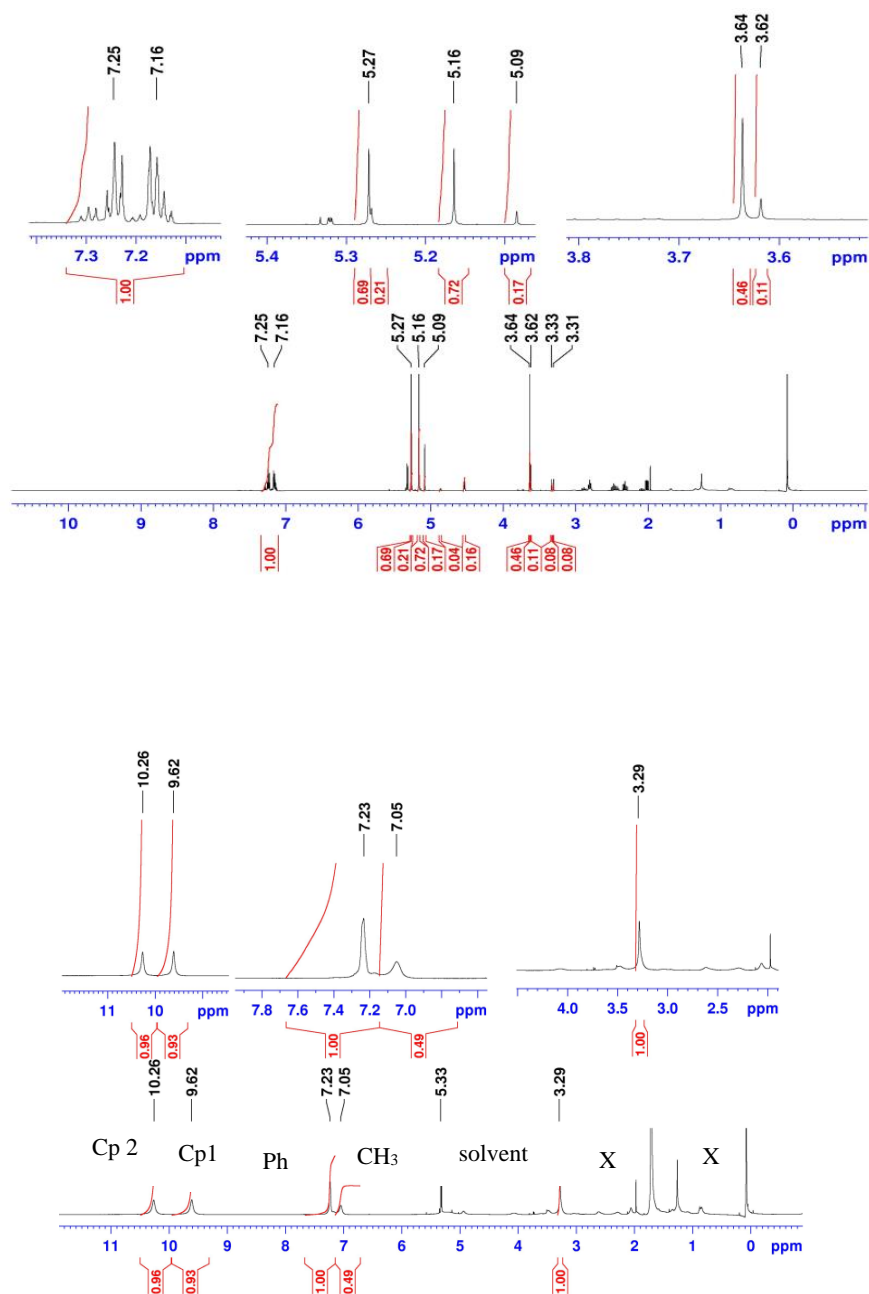 7.25 7.16 5.27 5.16 5.09 3.64 3.62
7.3 7.2 ppm 5.4 5.3 5.2 ppm 3.8 3.7 3.6 ppm
1.00 0.69 0.21 0.72 0.17 0.46 0.11
7.25 7.16 5.27 5.16 5.09 3.64 3.62 3.33 3.31
10 9 8 7 6 5 4 3 2 1 0 ppm
1.00 0.69 0.21 0.72 0.17 0.04 0.16 0.46 0.11 0.08 0.08
10.26 9.62 7.23 7.05 3.29
11 10 ppm 7.8 7.6 7.4 7.2 7.0 ppm 4.0 3.5 3.0 2.5 ppm
0.96 0.93 1.00 0.49 1.00
10.26 9.62 7.23 7.05 5.33 3.29
Cp 2 Cp1 Ph CH₃ solvent X X
11 10 9 8 7 6 5 4 3 2 1 0 ppm
0.96 0.93 1.00 0.49 1.00